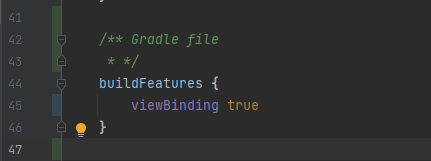 41
42 /** Gradle file
43 * */
44 buildFeatures {
45 viewBinding true
46 }
47